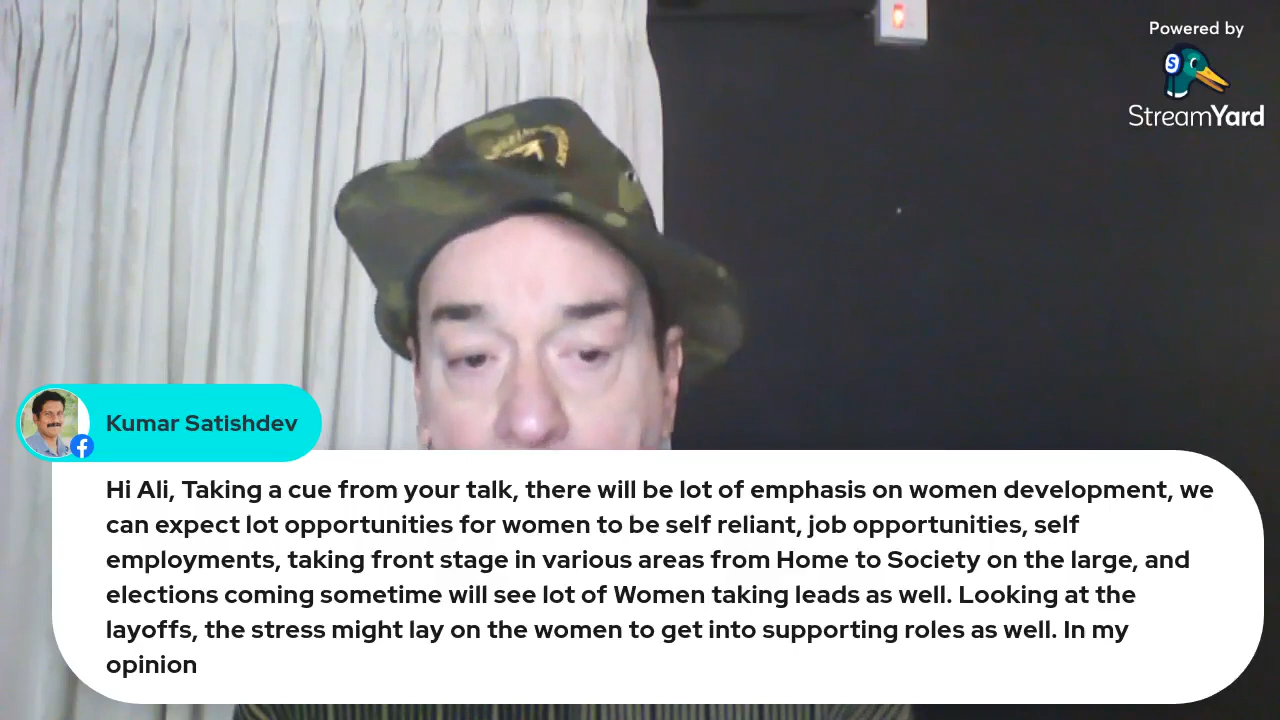 Powered by
StreamYard
Kumar Satishdev
Hi Ali, Taking a cue from your talk, there will be lot of emphasis on women development, we
can expect lot opportunities for women to be self reliant, job opportunities, self
employments, taking front stage in various areas from Home to Society on the large, and
elections coming sometime will see lot of Women taking leads as well. Looking at the
layoffs, the stress might lay on the women to get into supporting roles as well. In my
opinion